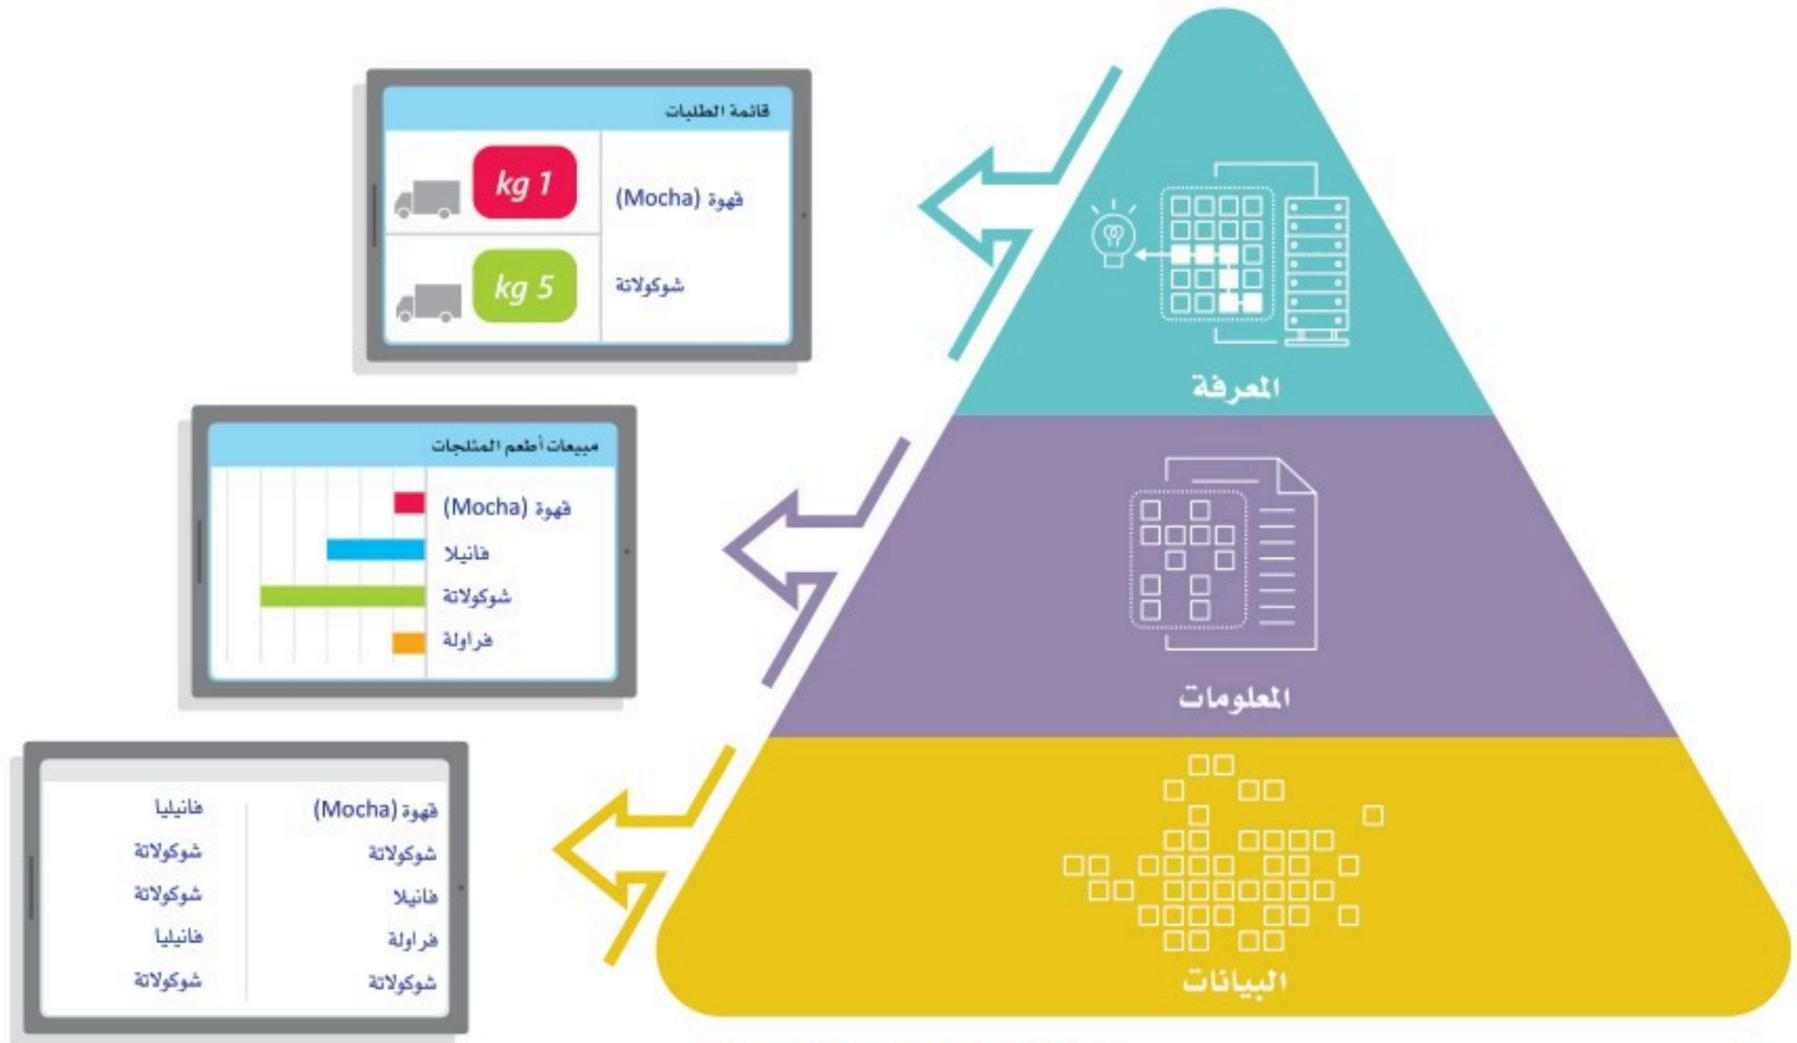 قائمة الطلبات
قهوة (Mocha)
kg 1
شوكولاتة
kg 5
المعرفة
مبيعات أطعم المثلجات
قهوة (Mocha)
فانيلا
شوكولاتة
فراولة
المعلومات
قهوة (Mocha)
فانيليا
شوكولاتة
شوكولاتة
فانيلا
شوكولاتة
فراولة
فانيليا
شوكولاتة
شوكولاتة
البيانات